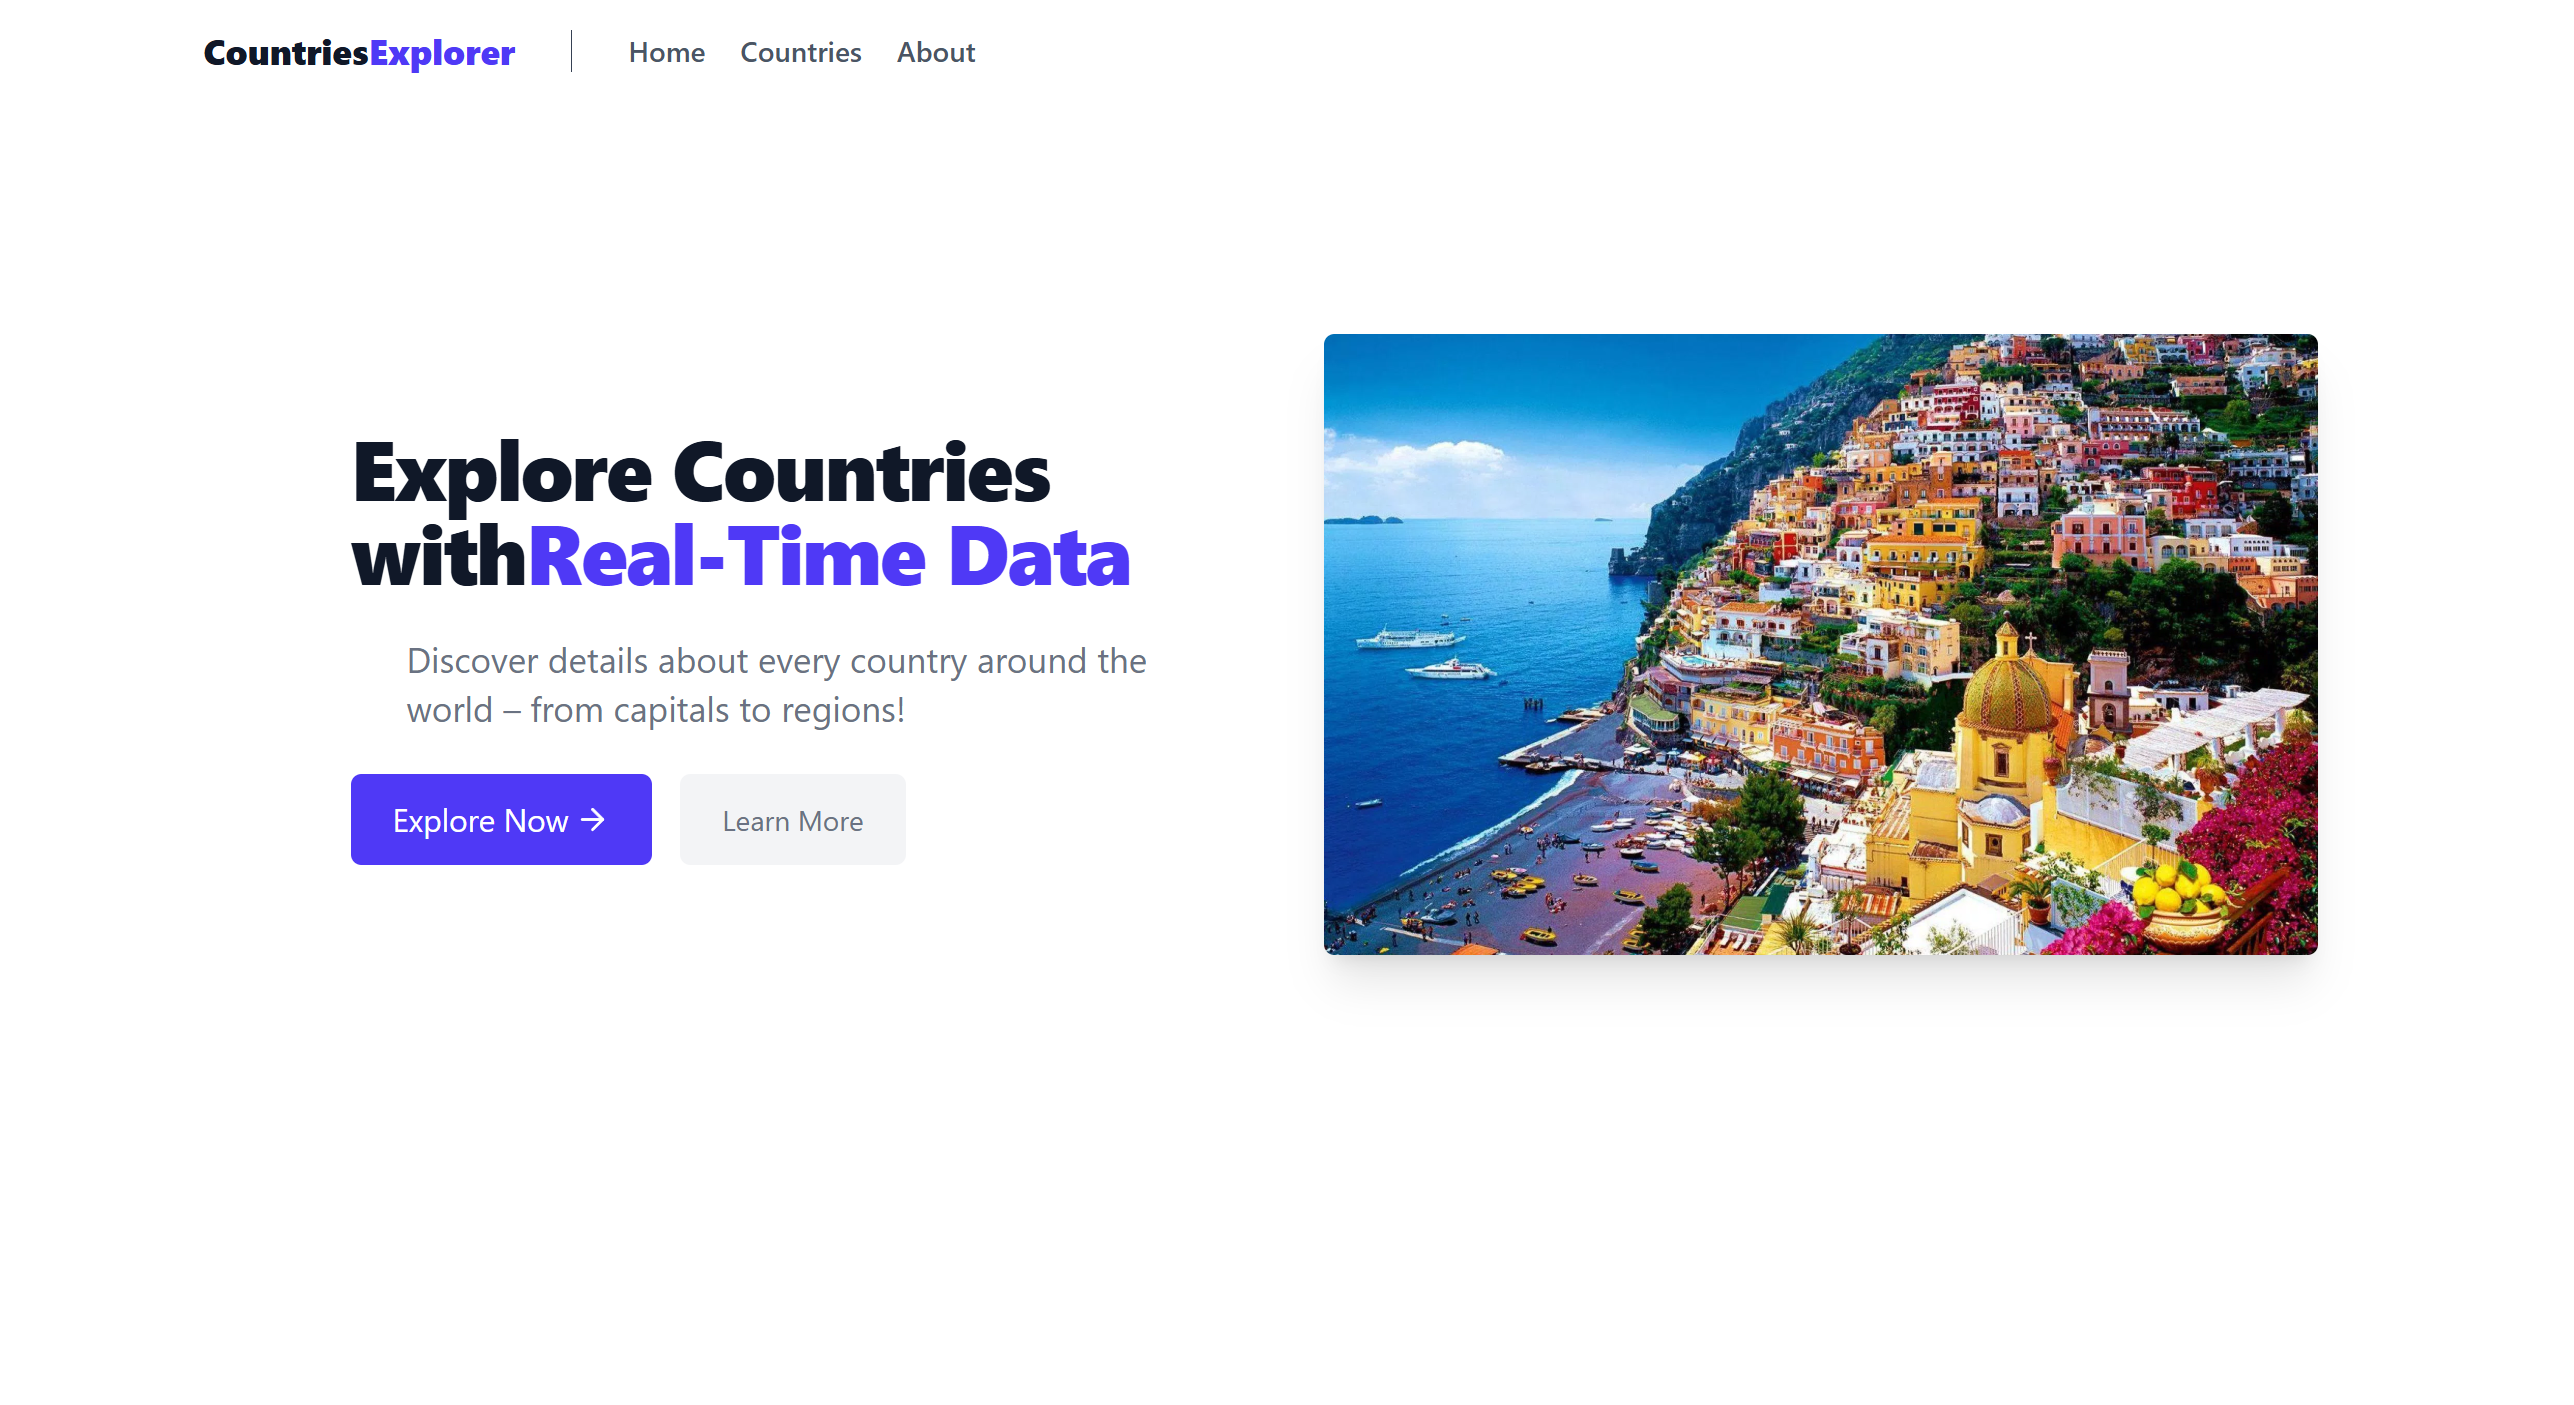 CountriesExplorer
Home Countries About
Explore Countries
withReal-Time Data
Discover details about every country around the
world – from capitals to regions!
Explore Now →
Learn More